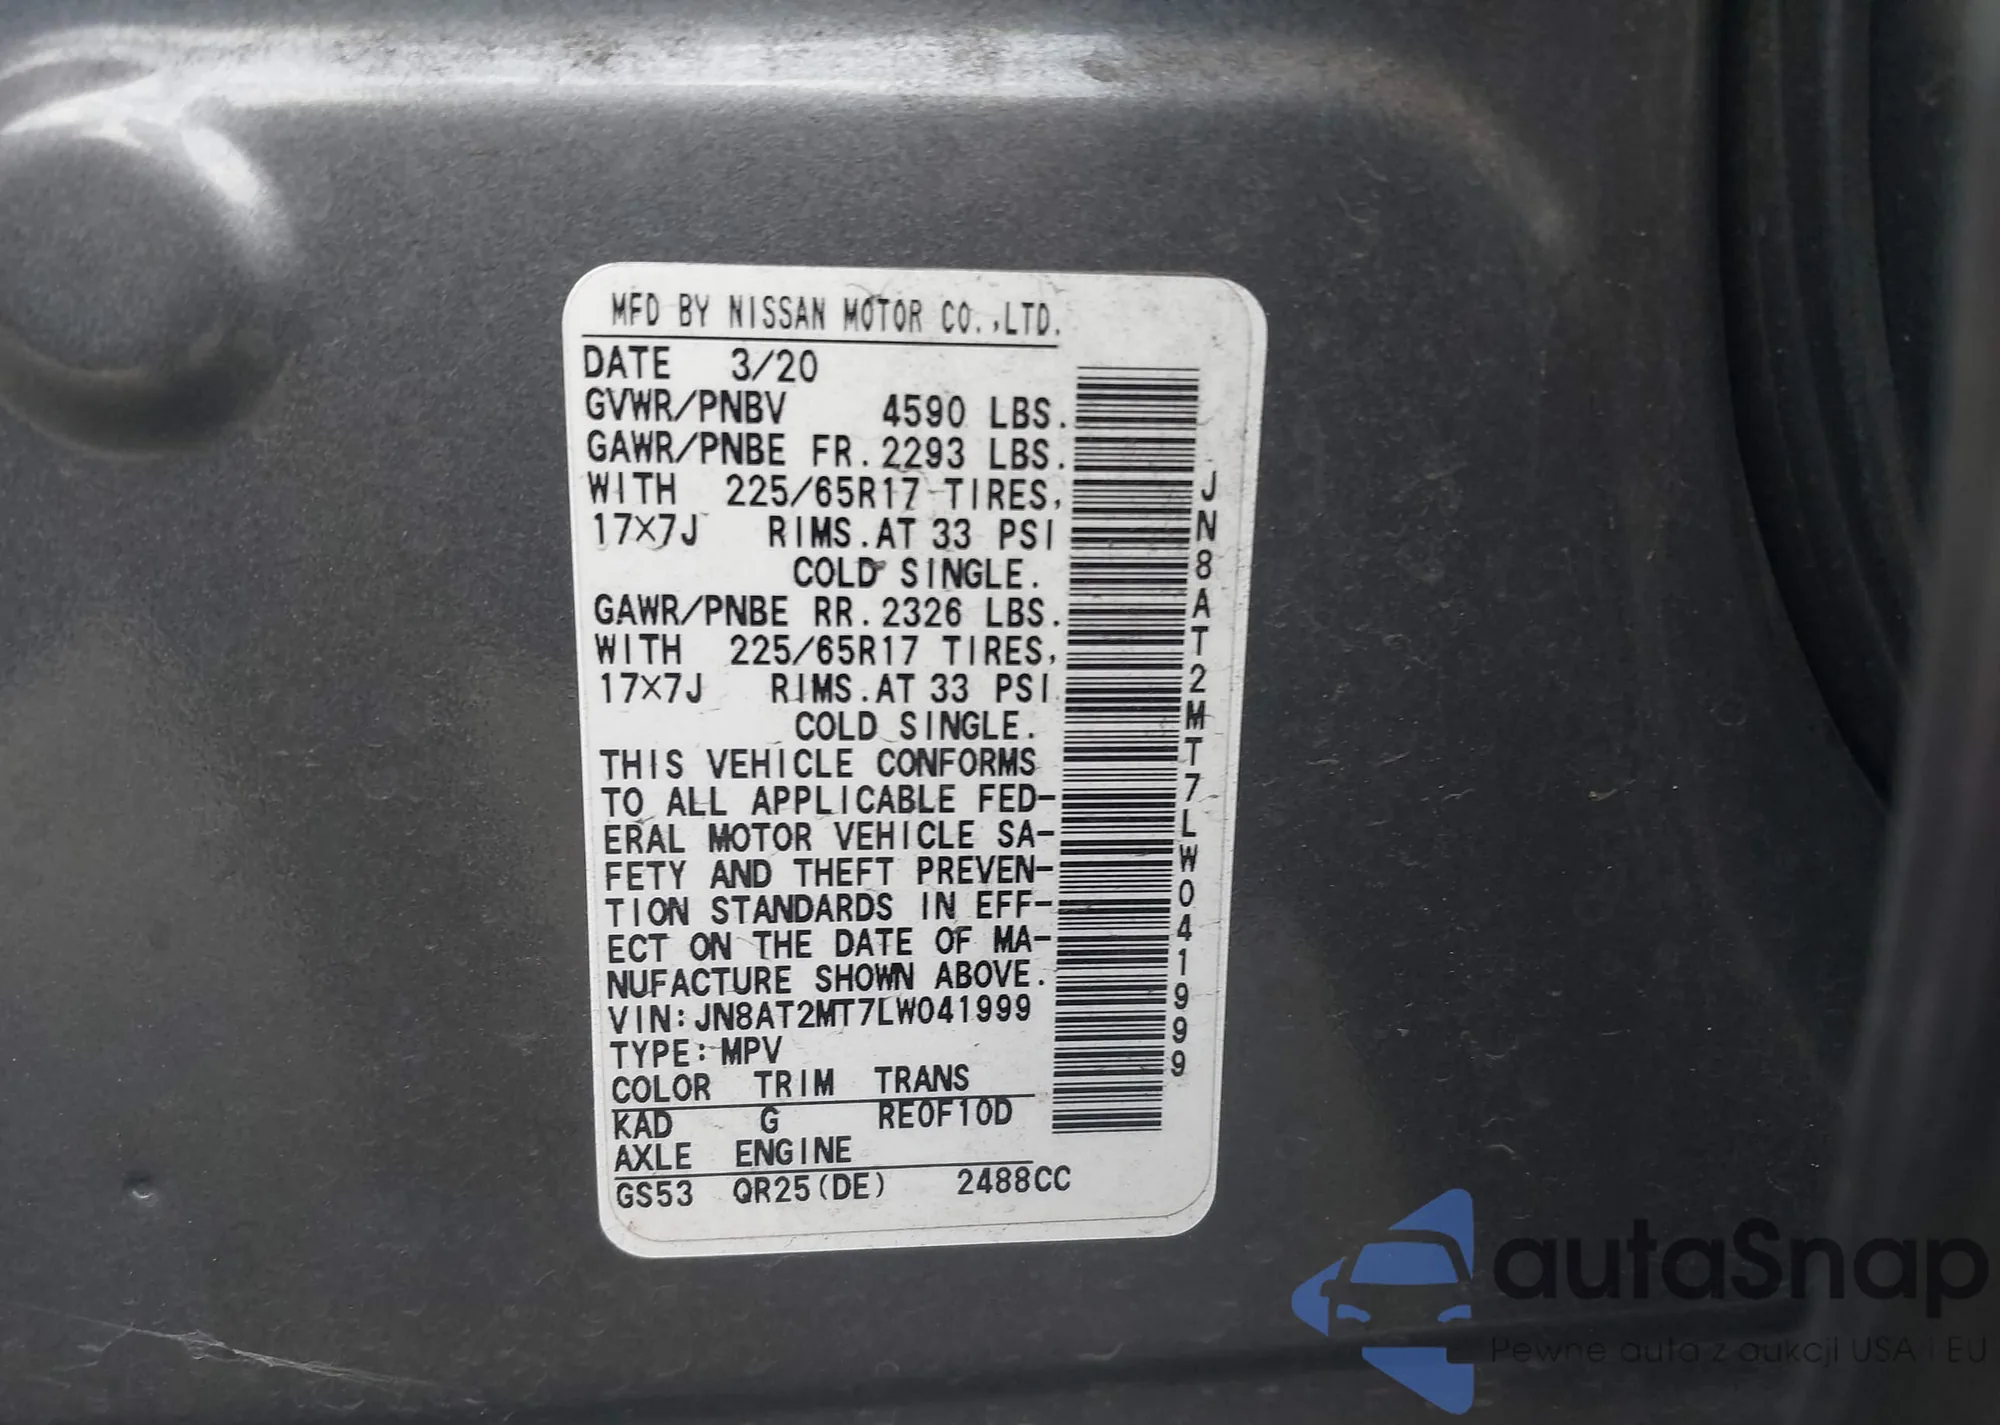 MFD BY NISSAN MOTOR CO.,LTD.
DATE 3/20
GVWR/PNBV 4590 LBS.
GAWR/PNBE FR. 2293 LBS.
WITH 225/65R17 TIRES,
17X7J RIMS.AT 33 PSI
COLD SINGLE.
GAWR/PNBE RR. 2326 LBS.
WITH 225/65R17 TIRES,
17X7J RIMS.AT 33 PSI
COLD SINGLE.
THIS VEHICLE CONFORMS
TO ALL APPLICABLE FED-
ERAL MOTOR VEHICLE SA-
FETY AND THEFT PREVEN-
TION STANDARDS IN EFF-
ECT ON THE DATE OF MA-
NUFACTURE SHOWN ABOVE.
VIN:JN8AT2MT7LW041999
TYPE:MPV
COLOR TRIM TRANS
KAD G RE0F10D
AXLE ENGINE
GS53 QR25(DE) 2488CC
JN8AT2MT7LW041999
autaSnap
Pewne auta z aukcji USA i EU